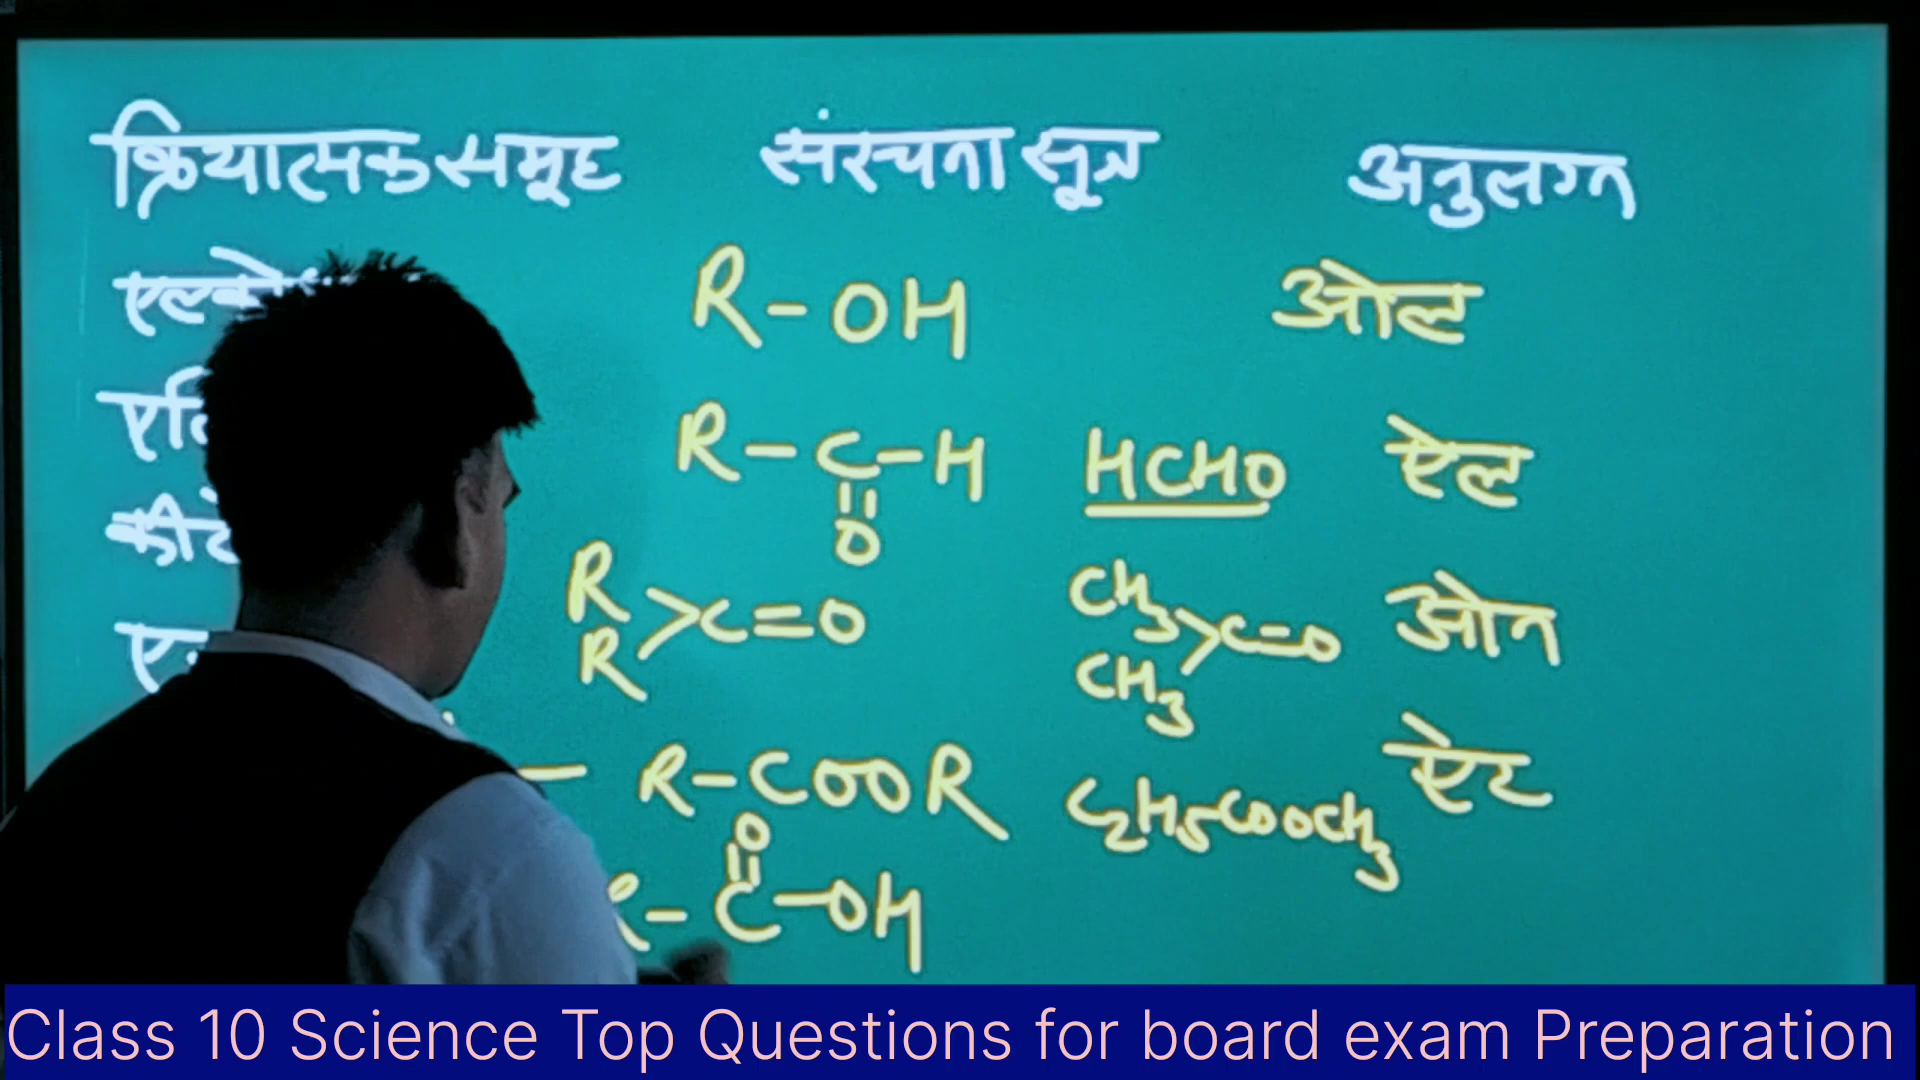 क्रियात्मक समूह संरचना सूत्र अनुलग्न
R-OH ओल
R-C-H HCHO ऐल
=
O
R
R >C=O CH3
CH3 >C=O ओन
R-COOR C2H5COOCH3 ऐट
O
=
R-C-OH
Class 10 Science Top Questions for board exam Preparation